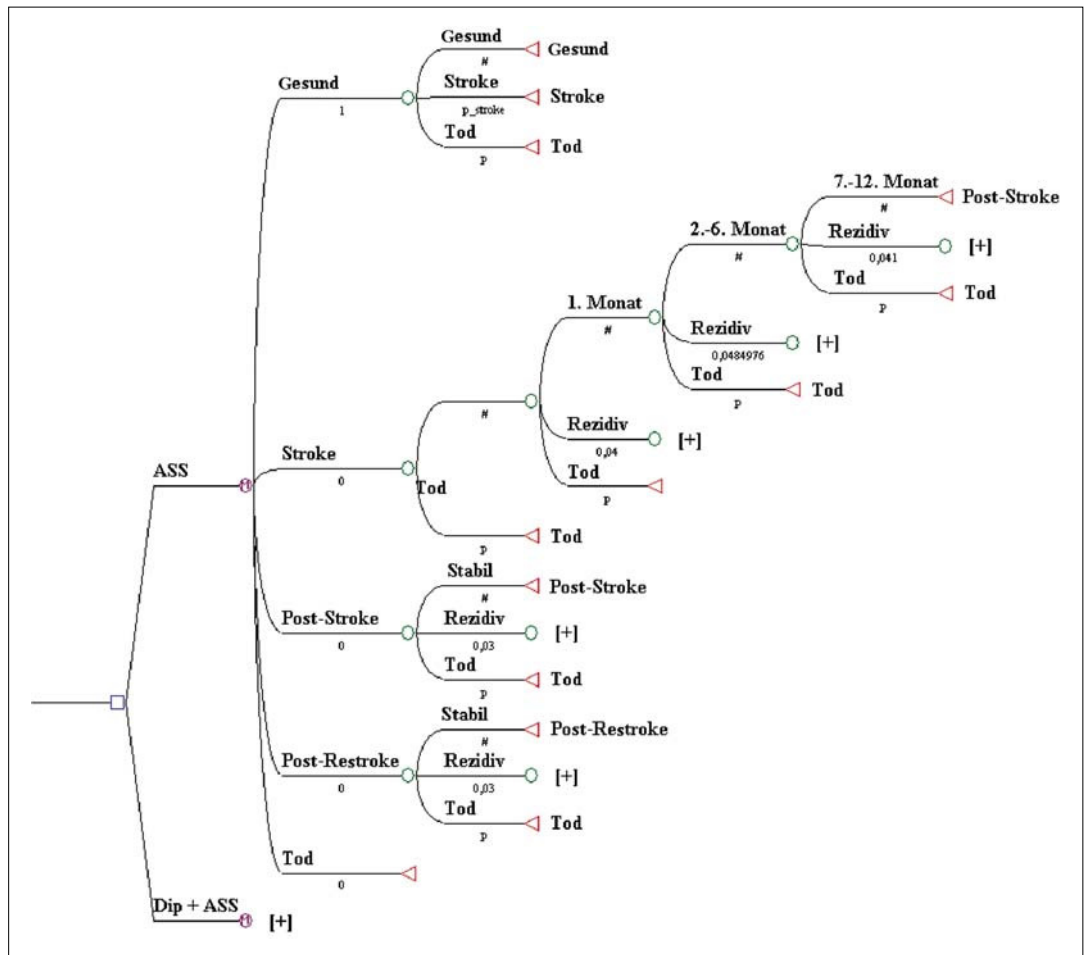 Gesund
#
Gesund
Gesund
1
Stroke
p_stroke
Stroke
Tod
P
Tod
7.-12. Monat
#
Post-Stroke
2.-6. Monat
#
Rezidiv
0,041
[+]
Tod
P
Tod
1. Monat
#
Rezidiv
0,0484976
[+]
Tod
P
Tod
#
Rezidiv
0,04
[+]
Tod
P
Stroke
0
Tod
P
Tod
ASS
M
Stabil
#
Post-Stroke
Post-Stroke
0
Rezidiv
0,03
[+]
Tod
P
Tod
Stabil
#
Post-Restroke
Post-Restroke
0
Rezidiv
0,03
[+]
Tod
P
Tod
Tod
0
Dip + ASS
M
[+]